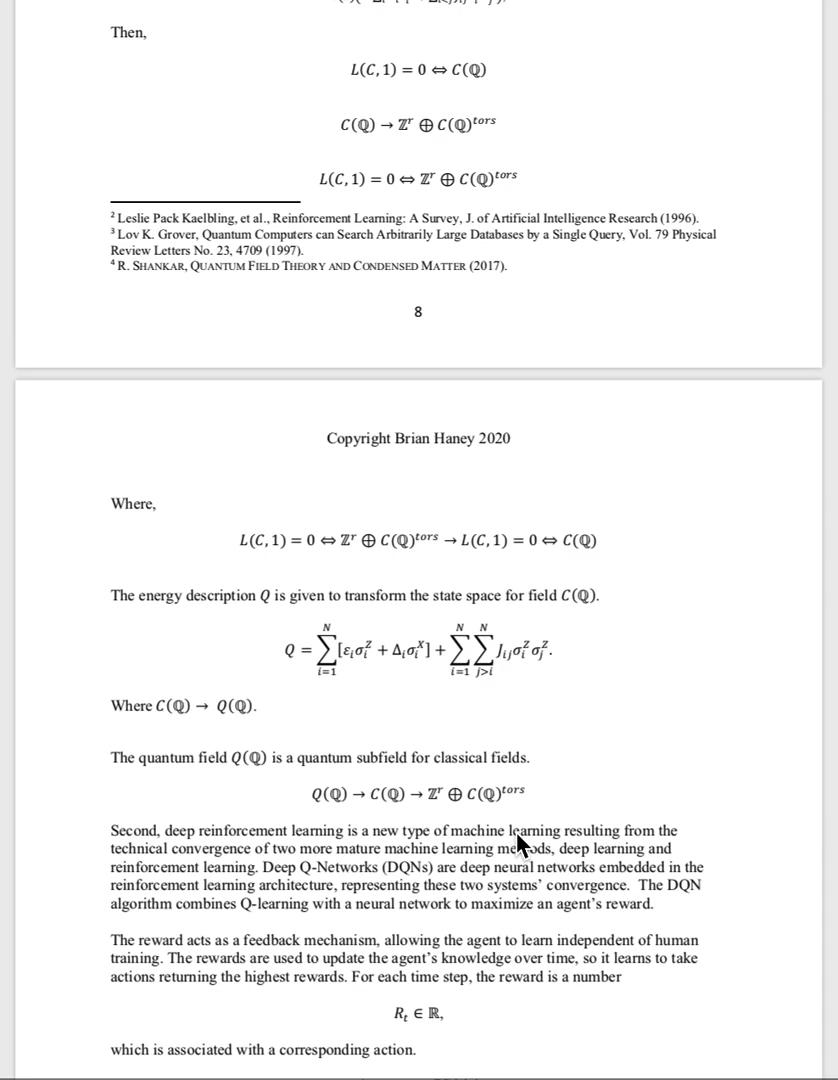 Then,
L(C, 1) = 0 ⇔ C(ℚ)
C(ℚ) → ℤʳ ⊕ C(ℚ)ᵗᵒʳˢ
L(C, 1) = 0 ⇔ ℤʳ ⊕ C(ℚ)ᵗᵒʳˢ
² Leslie Pack Kaelbling, et al., Reinforcement Learning: A Survey, J. of Artificial Intelligence Research (1996).
³ Lov K. Grover, Quantum Computers can Search Arbitrarily Large Databases by a Single Query, Vol. 79 Physical
Review Letters No. 23, 4709 (1997).
⁴ R. SHANKAR, QUANTUM FIELD THEORY AND CONDENSED MATTER (2017).
8
Copyright Brian Haney 2020
Where,
L(C, 1) = 0 ⇔ ℤʳ ⊕ C(ℚ)ᵗᵒʳˢ → L(C, 1) = 0 ⇔ C(ℚ)
The energy description Q is given to transform the state space for field C(ℚ).
Q = ∑_{i=1}^{N} [ε_i σ_i^Z + Δ_i σ_i^X] + ∑_{i=1}^{N} ∑_{j>i}^{N} J_{ij} σ_i^Z σ_j^Z.
Where C(ℚ) → Q(ℚ).
The quantum field Q(ℚ) is a quantum subfield for classical fields.
Q(ℚ) → C(ℚ) → ℤʳ ⊕ C(ℚ)ᵗᵒʳˢ
Second, deep reinforcement learning is a new type of machine learning resulting from the
technical convergence of two more mature machine learning methods, deep learning and
reinforcement learning. Deep Q-Networks (DQNs) are deep neural networks embedded in the
reinforcement learning architecture, representing these two systems’ convergence. The DQN
algorithm combines Q-learning with a neural network to maximize an agent’s reward.
The reward acts as a feedback mechanism, allowing the agent to learn independent of human
training. The rewards are used to update the agent’s knowledge over time, so it learns to take
actions returning the highest rewards. For each time step, the reward is a number
R_t ∈ ℝ,
which is associated with a corresponding action.